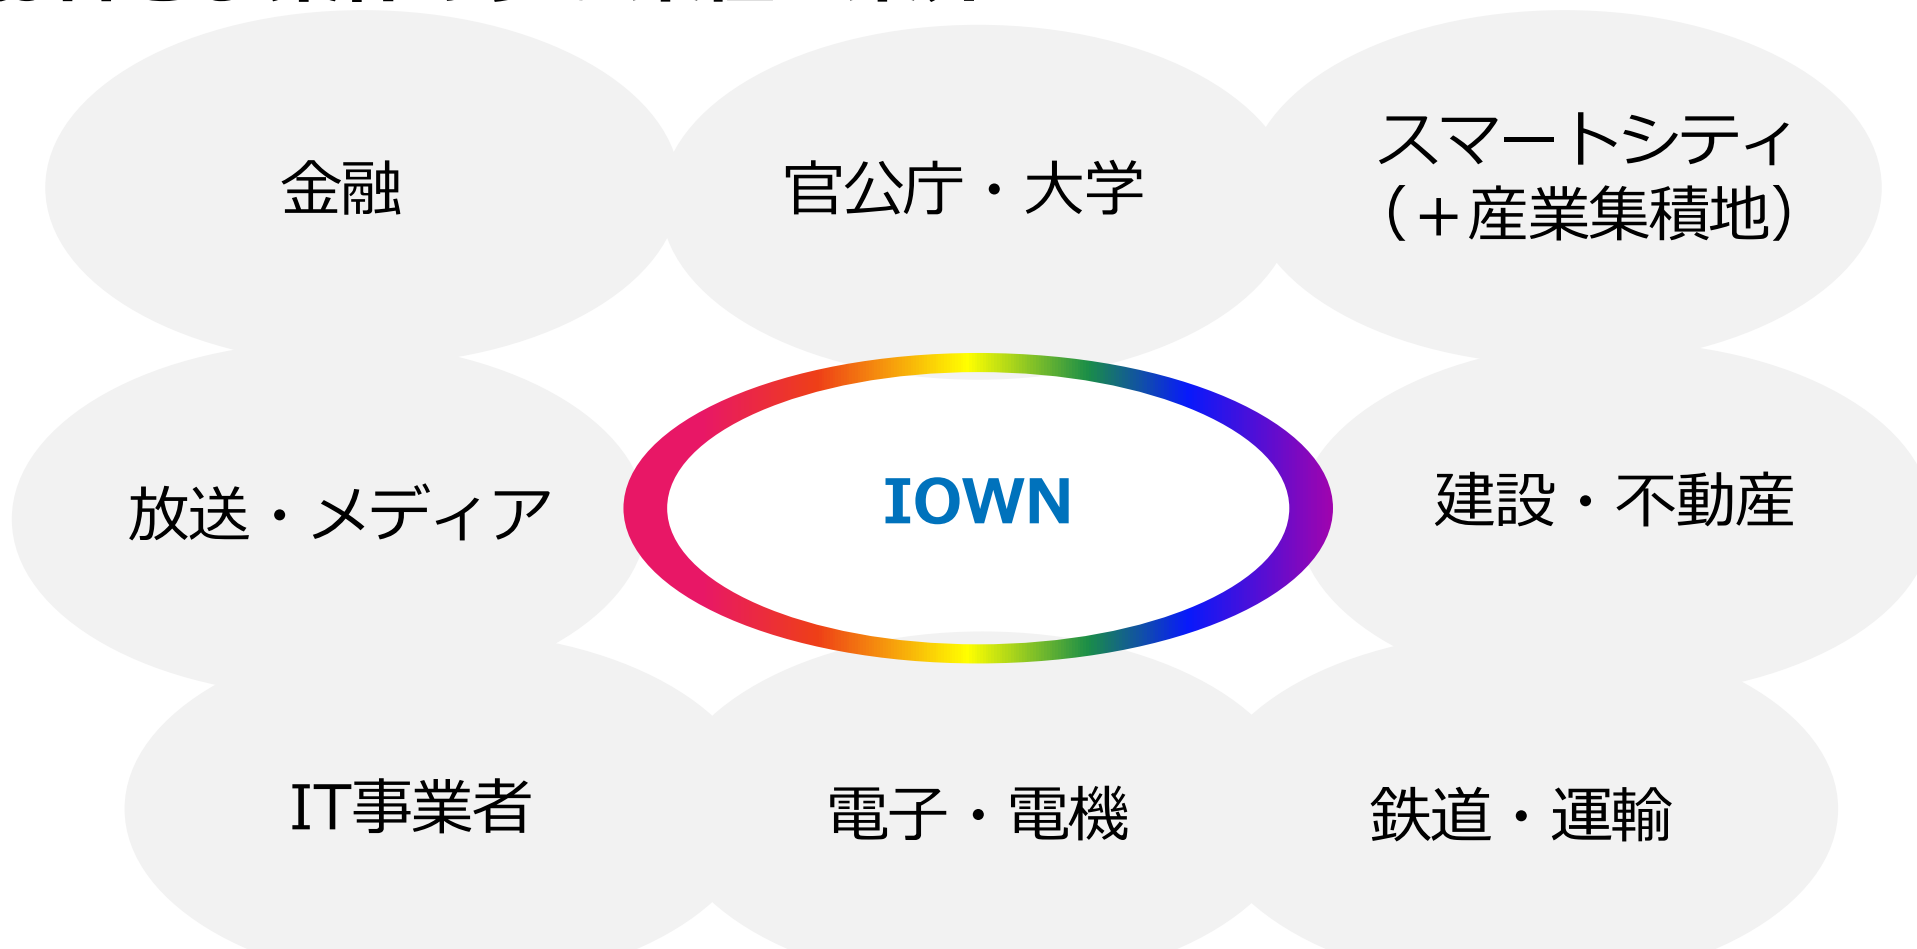 金融
官公庁・大学
スマートシティ
（+産業集積地）
放送・メディア
IOWN
建設・不動産
IT事業者
電子・電機
鉄道・運輸